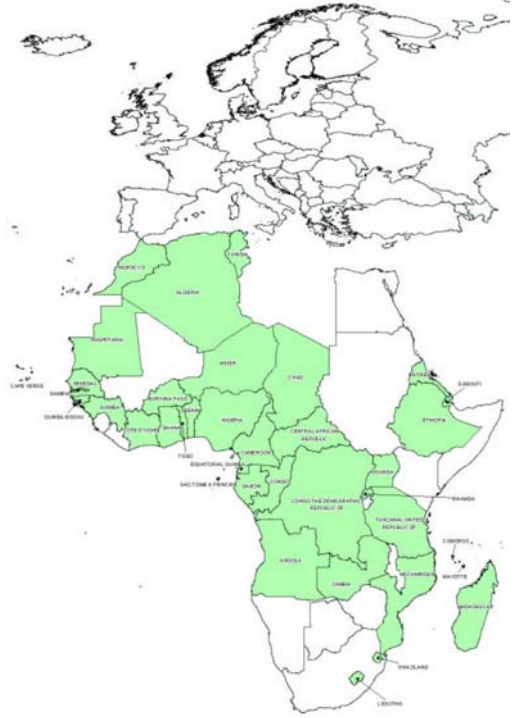 MOROCCO
TUNISIA
ALGERIA
MAURITANIA
NIGER
CHAD
ERITREA
CAPE VERDE
SENEGAL
DJIBOUTI
GAMBIA
BURKINA FASO
GUINEA
GUINEA-BISSAU
BENIN
NIGERIA
ETHIOPIA
COTE D'IVOIRE
GHANA
CENTRAL AFRICAN
REPUBLIC
TOGO
CAMEROON
EQUATORIAL GUINEA
UGANDA
SAO TOME & PRINCIPE
GABON
CONGO
CONGO THE DEMOCRATIC
REPUBLIC OF
RWANDA
TANZANIA, UNITED
REPUBLIC OF
COMOROS
ANGOLA
MAYOTTE
ZAMBIA
MOZAMBIQUE
MADAGASCAR
SWAZILAND
LESOTHO